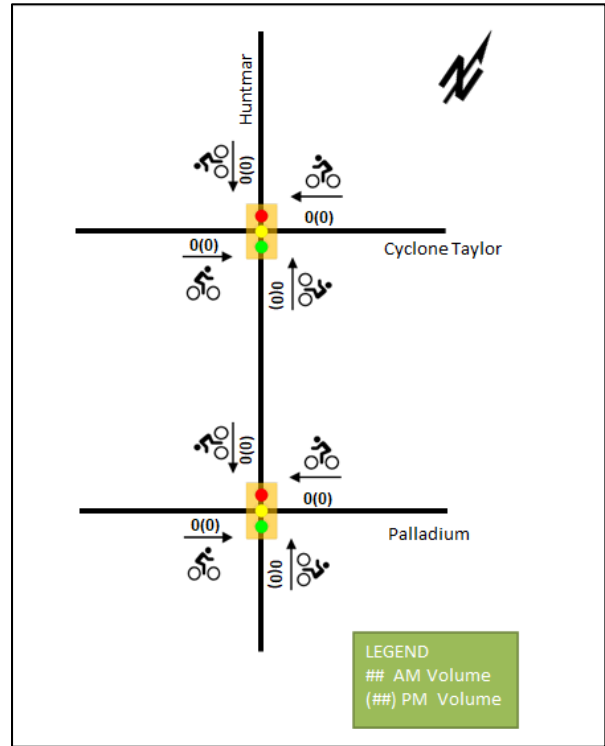 Huntmar
N
0(0)
0(0)
0(0)
Cyclone Taylor
0(0)
0(0)
0(0)
0(0)
Palladium
0(0)
LEGEND
## AM Volume
(##) PM Volume